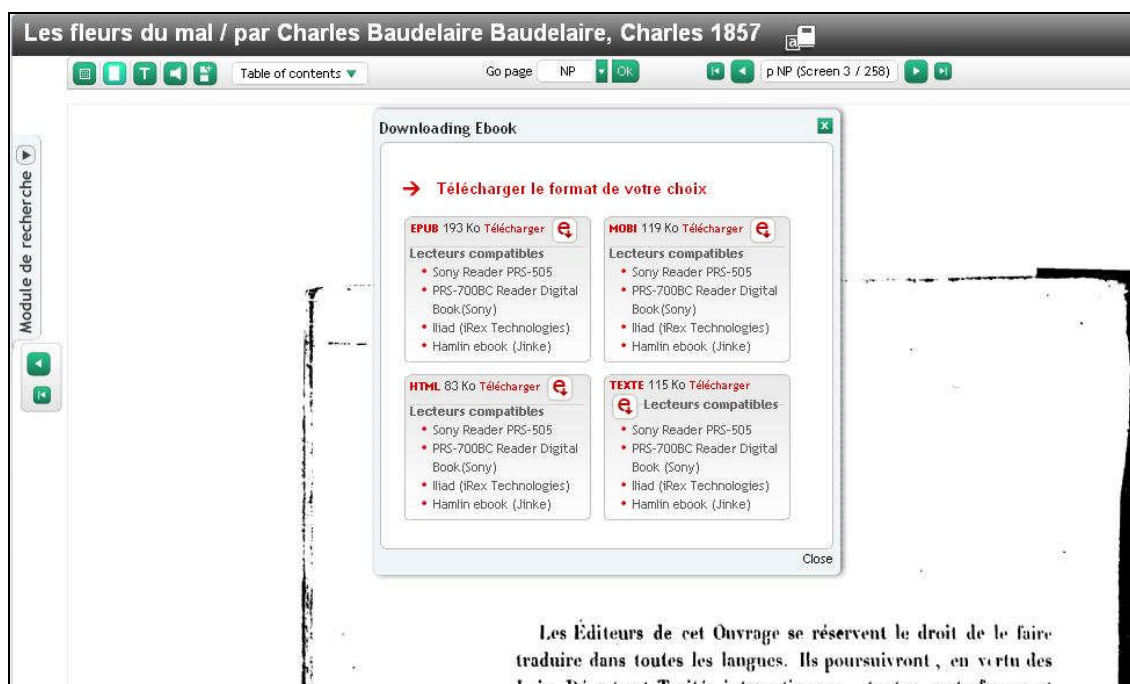 Les fleurs du mal / par Charles Baudelaire Baudelaire, Charles 1857
a
T
Table of contents
Go page
NP
Ok
p NP (Screen 3 / 258)
Module de recherche
Downloading Ebook
x
Télécharger le format de votre choix
EPUB 193 Ko Télécharger
Lecteurs compatibles
• Sony Reader PRS-505
• PRS-700BC Reader Digital
Book(Sony)
• Iliad (iRex Technologies)
• Hamlin ebook (Jinke)
MOBI 119 Ko Télécharger
Lecteurs compatibles
• Sony Reader PRS-505
• PRS-700BC Reader Digital
Book(Sony)
• Iliad (iRex Technologies)
• Hamlin ebook (Jinke)
HTML 83 Ko Télécharger
Lecteurs compatibles
• Sony Reader PRS-505
• PRS-700BC Reader Digital
Book(Sony)
• Iliad (iRex Technologies)
• Hamlin ebook (Jinke)
TEXTE 115 Ko Télécharger
Lecteurs compatibles
• Sony Reader PRS-505
• PRS-700BC Reader Digital
Book (Sony)
• Iliad (iRex Technologies)
• Hamlin ebook (Jinke)
Close
Les Éditeurs de cet Ouvrage se réservent le droit de le faire
traduire dans toutes les langues. Ils poursuivront , en vertu des